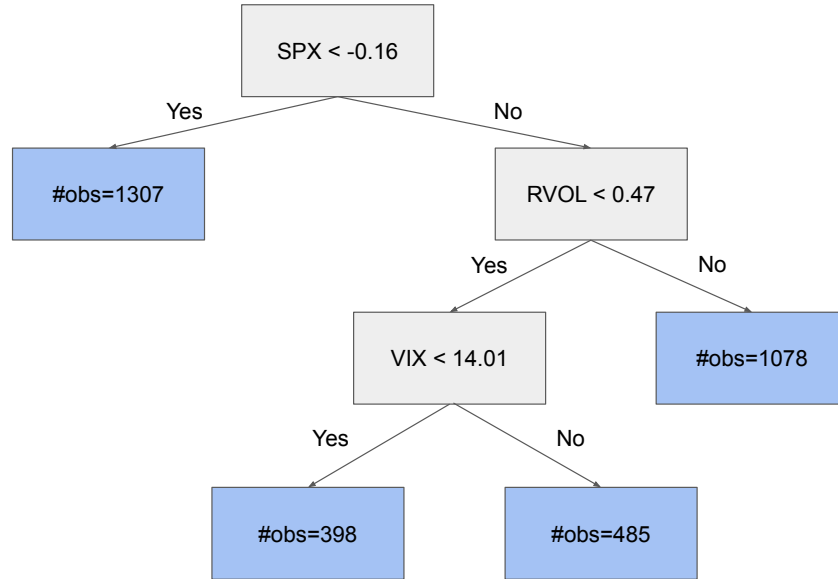 SPX < -0.16
Yes
No
#obs=1307
RVOL < 0.47
Yes
No
VIX < 14.01
#obs=1078
Yes
No
#obs=398
#obs=485